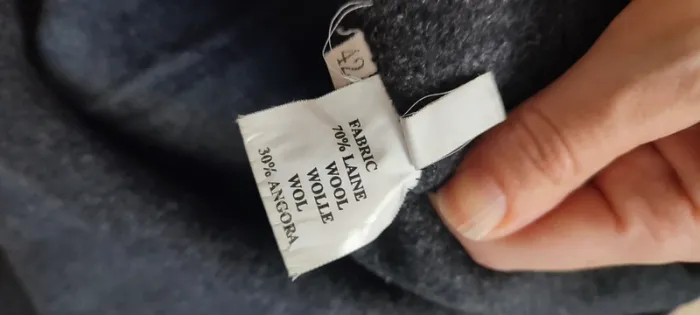 42
FABRIC
70% LAINE
WOOL
WOLLE
WOL
30% ANGORA